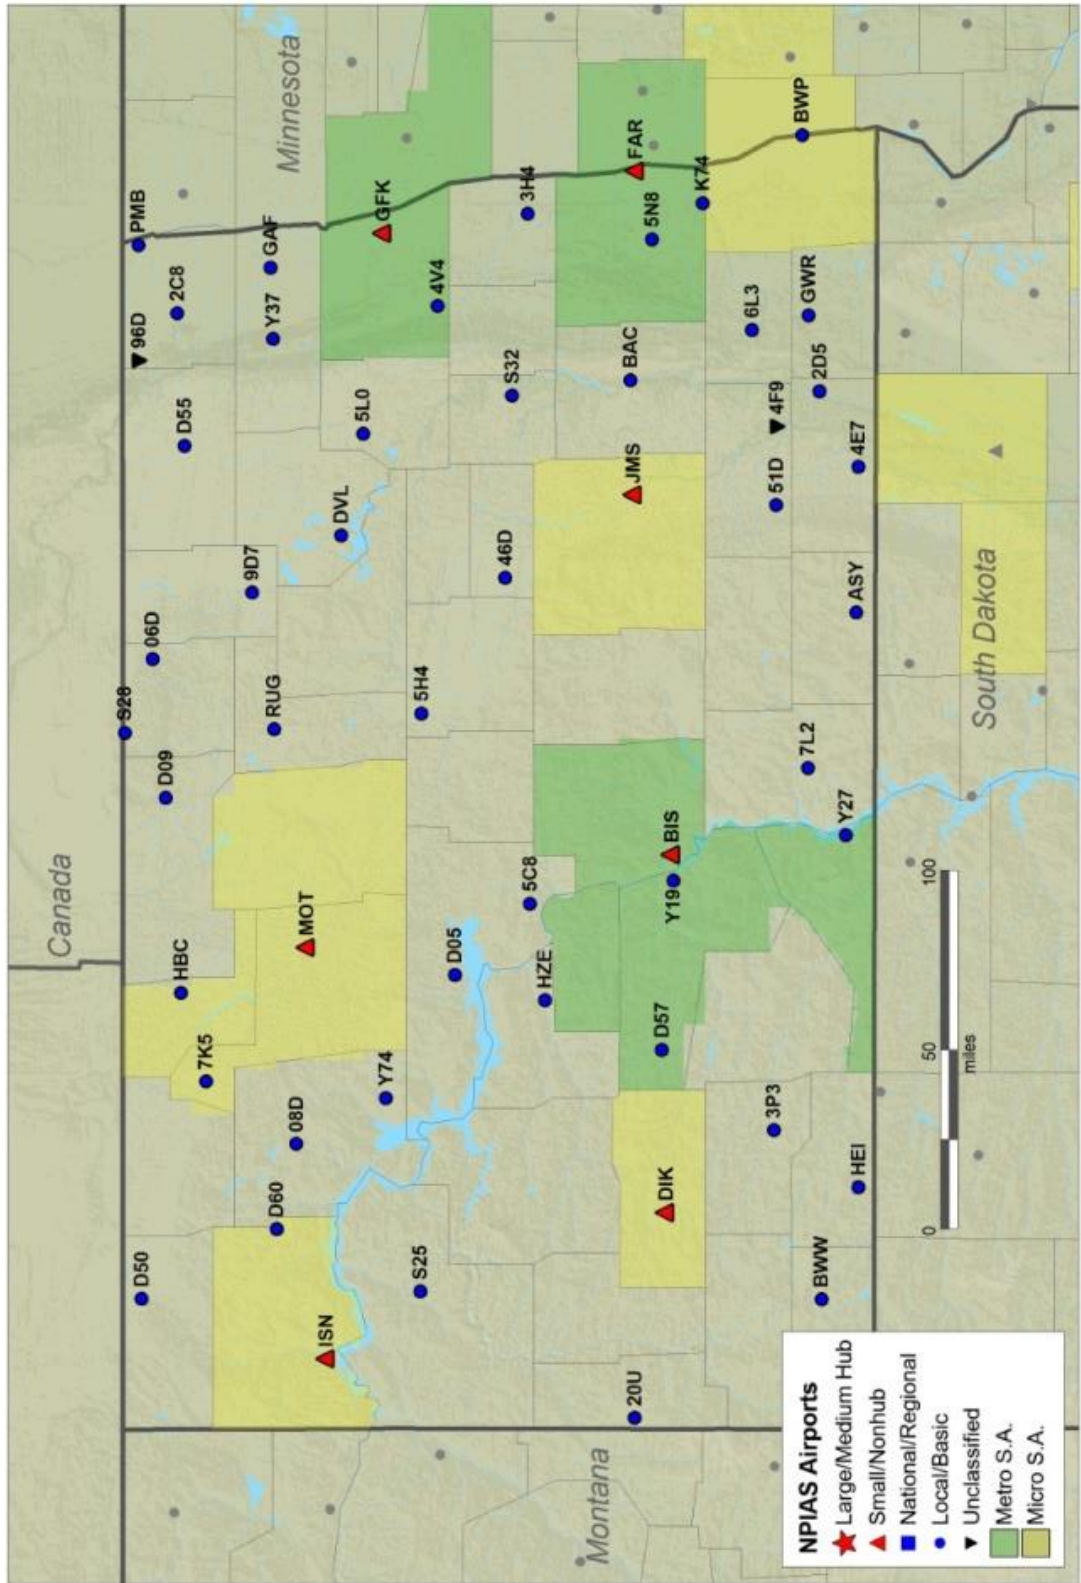 Canada
S28
D50
06D
96D
PMB
D09
HBC
D55
2C8
7K5
9D7
D60
RUG
Y37
GAF
Minnesota
08D
MOT
ISN
DVL
5L0
Y74
GFK
S25
5H4
4V4
D05
46D
S32
3H4
5C8
HZE
Montana
20U
JMS
BAC
FAR
DIK
D57
Y19
BIS
5N8
K74
3P3
51D
4F9
6L3
BWW
7L2
2D5
GWR
BWP
HEI
Y27
ASY
4E7
South Dakota
0
50
100
miles
NPIAS Airports
Large/Medium Hub
Small/Nonhub
National/Regional
Local/Basic
Unclassified
Metro S.A.
Micro S.A.